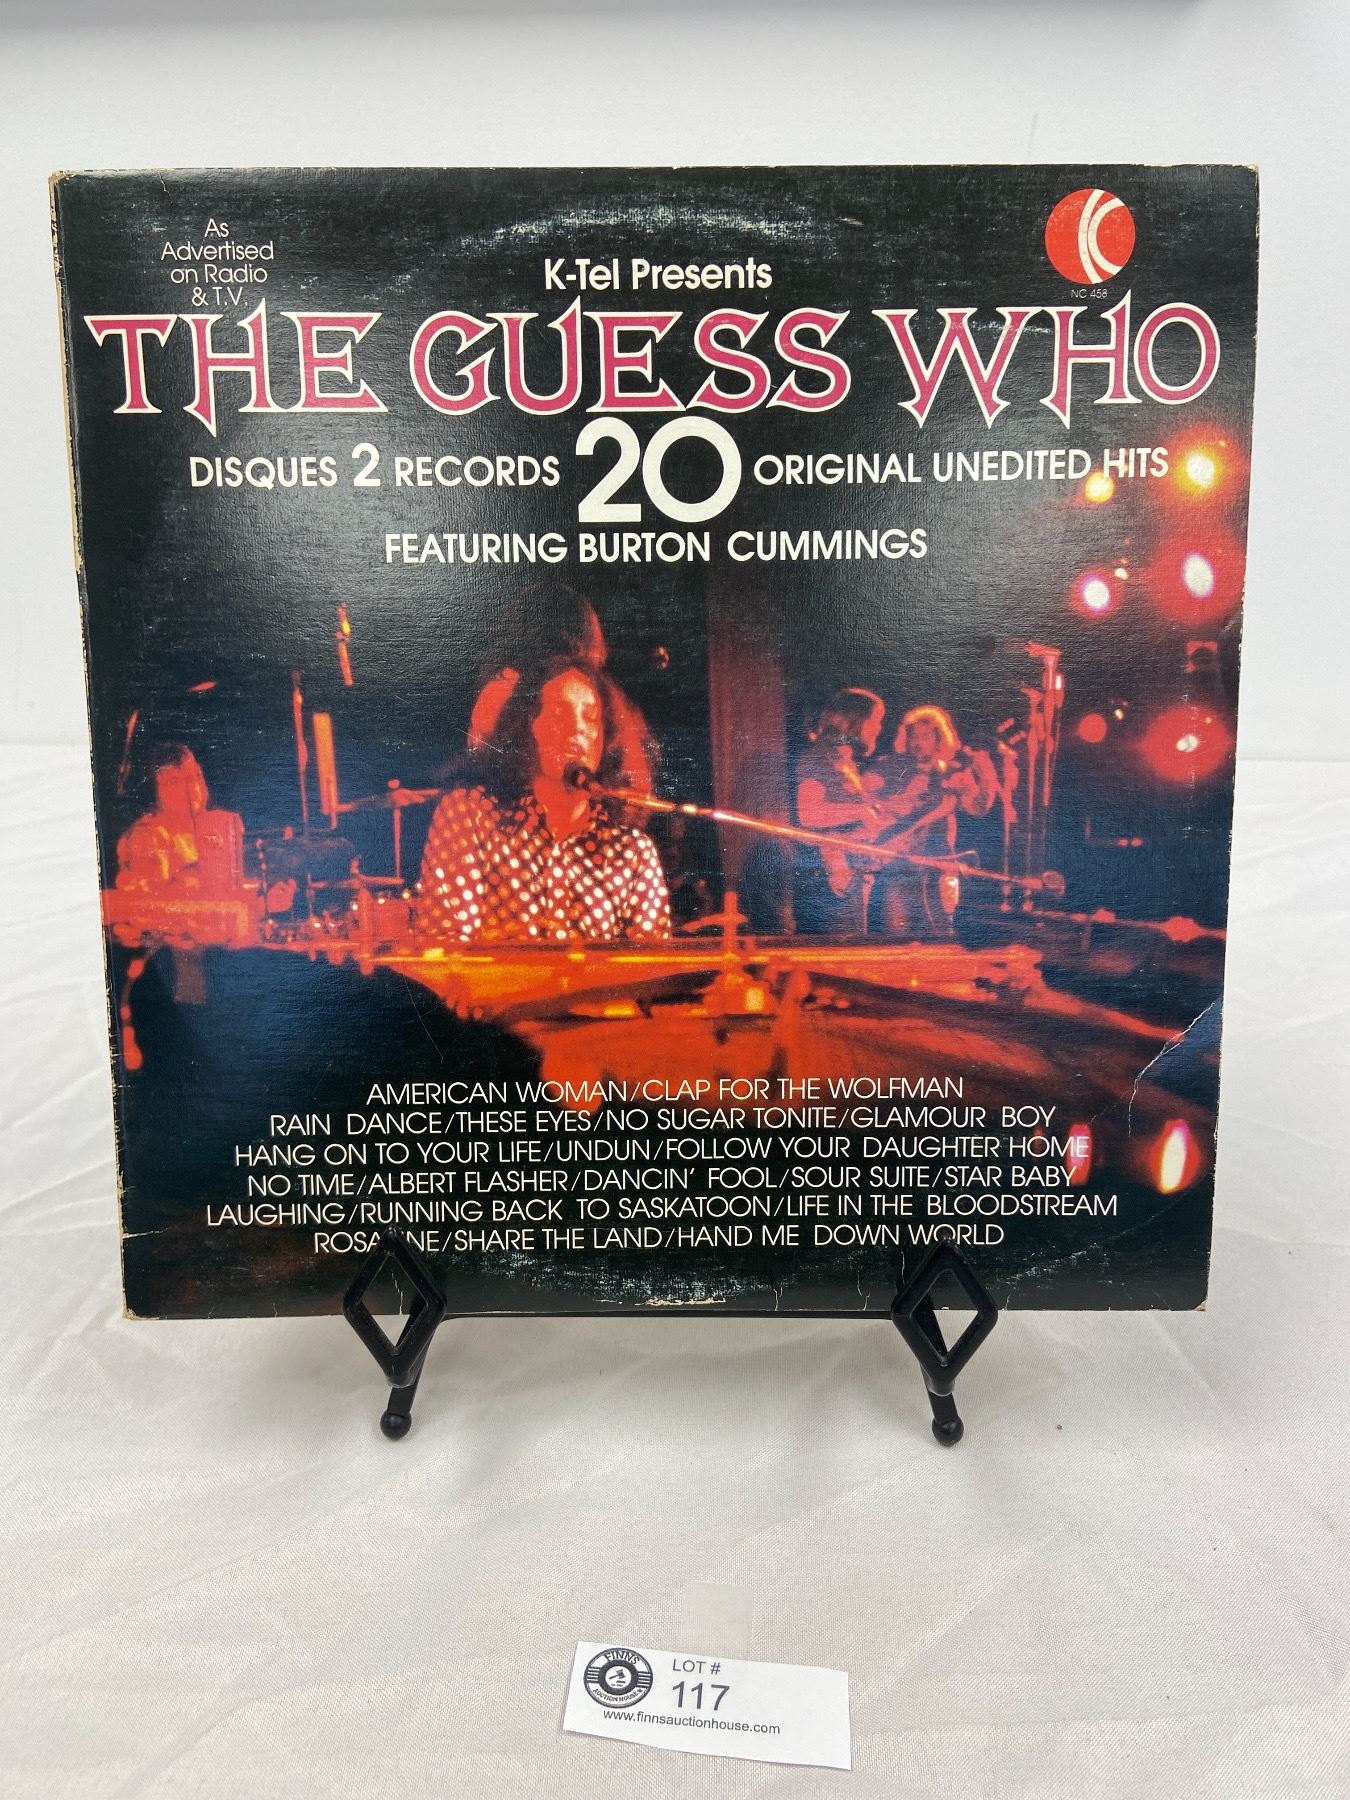 As
Advertised
on Radio
& T.V.
K-Tel Presents
K
NC 458
THE GUESS WHO
DISQUES 2 RECORDS 20 ORIGINAL UNEDITED HITS
FEATURING BURTON CUMMINGS
AMERICAN WOMAN/CLAP FOR THE WOLFMAN
RAIN DANCE/THESE EYES/NO SUGAR TONITE/GLAMOUR BOY
HANG ON TO YOUR LIFE/UNDUN/FOLLOW YOUR DAUGHTER HOME
NO TIME/ALBERT FLASHER/DANCIN' FOOL/SOUR SUITE/STAR BABY
LAUGHING/RUNNING BACK TO SASKATOON/LIFE IN THE BLOODSTREAM
/SHARE THE LAND/HAND ME DOWN WORLD
FINNS
AUCTION HOUSE
LOT #
117
www.finnsauctionhouse.com